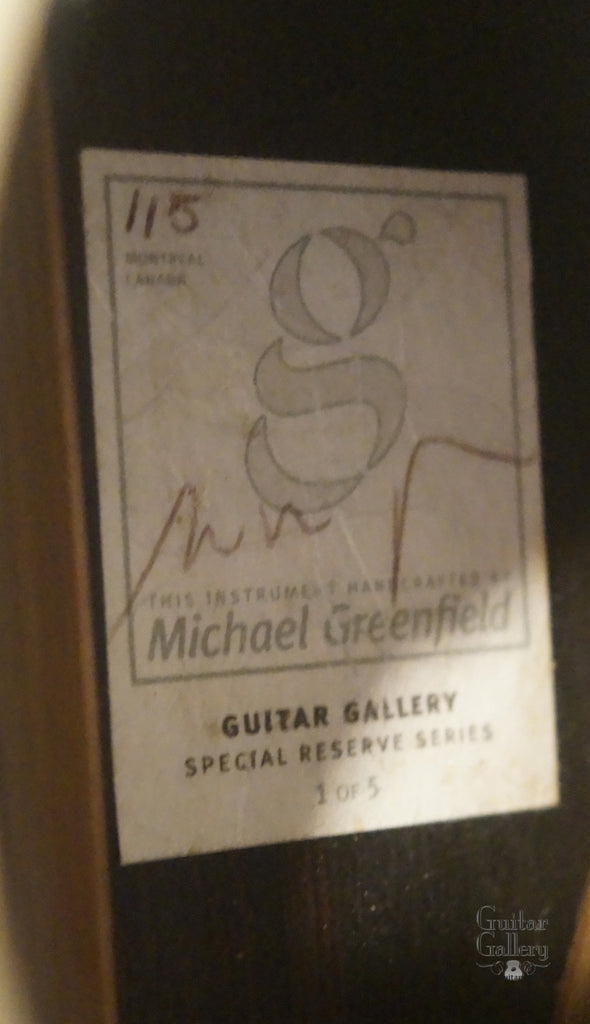 115
MONTREAL
CANADA
g
THIS INSTRUMENT HANDCRAFTED BY
Michael Greenfield
GUITAR GALLERY
SPECIAL RESERVE SERIES
1 OF 5
Guitar
Gallery